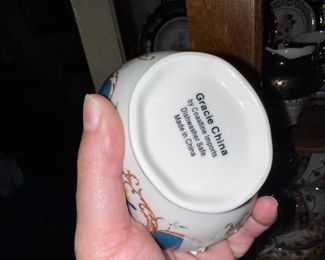 Gracie China
by Coastline Imports
Dishwasher Safe
Made in China